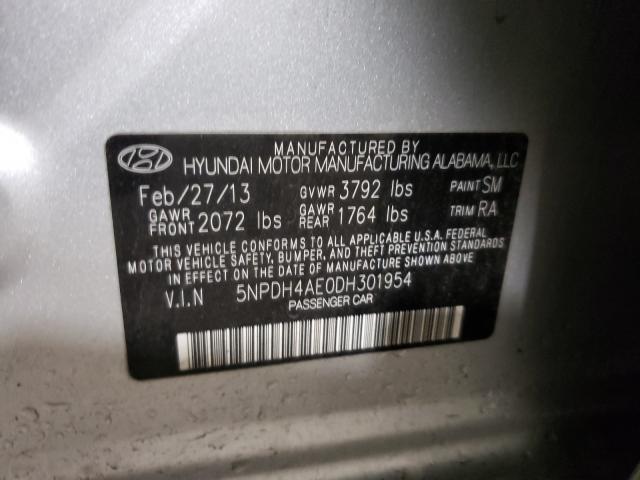 MANUFACTURED BY
HYUNDAI MOTOR MANUFACTURING ALABAMA, LLC
Feb/27/13 GVWR 3792 lbs PAINT SM
GAWR FRONT 2072 lbs GAWR REAR 1764 lbs TRIM RA
THIS VEHICLE CONFORMS TO ALL APPLICABLE U.S.A. FEDERAL
MOTOR VEHICLE SAFETY, BUMPER, AND THEFT PREVENTION STANDARDS
IN EFFECT ON THE DATE OF MANUFACTURE SHOWN ABOVE
V.I.N 5NPDH4AE0DH301954
PASSENGER CAR